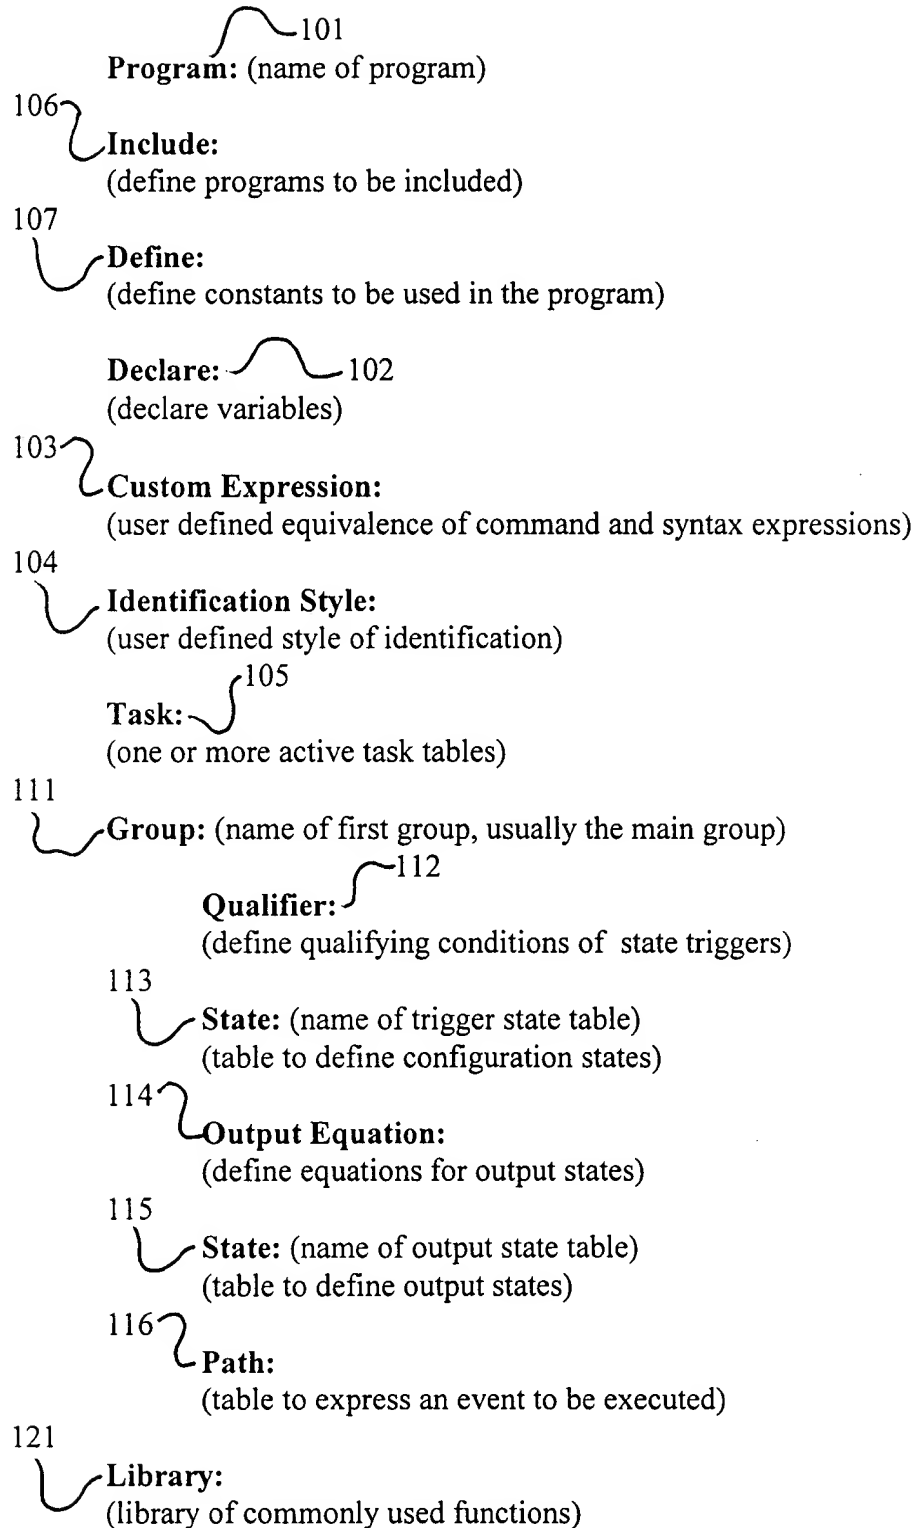 101
Program: (name of program)
106
Include:
(define programs to be included)
107
Define:
(define constants to be used in the program)
Declare: 102
(declare variables)
103
Custom Expression:
(user defined equivalence of command and syntax expressions)
104
Identification Style:
(user defined style of identification)
105
Task:
(one or more active task tables)
111
Group: (name of first group, usually the main group)
112
Qualifier:
(define qualifying conditions of state triggers)
113
State: (name of trigger state table)
(table to define configuration states)
114
Output Equation:
(define equations for output states)
115
State: (name of output state table)
(table to define output states)
116
Path:
(table to express an event to be executed)
121
Library:
(library of commonly used functions)